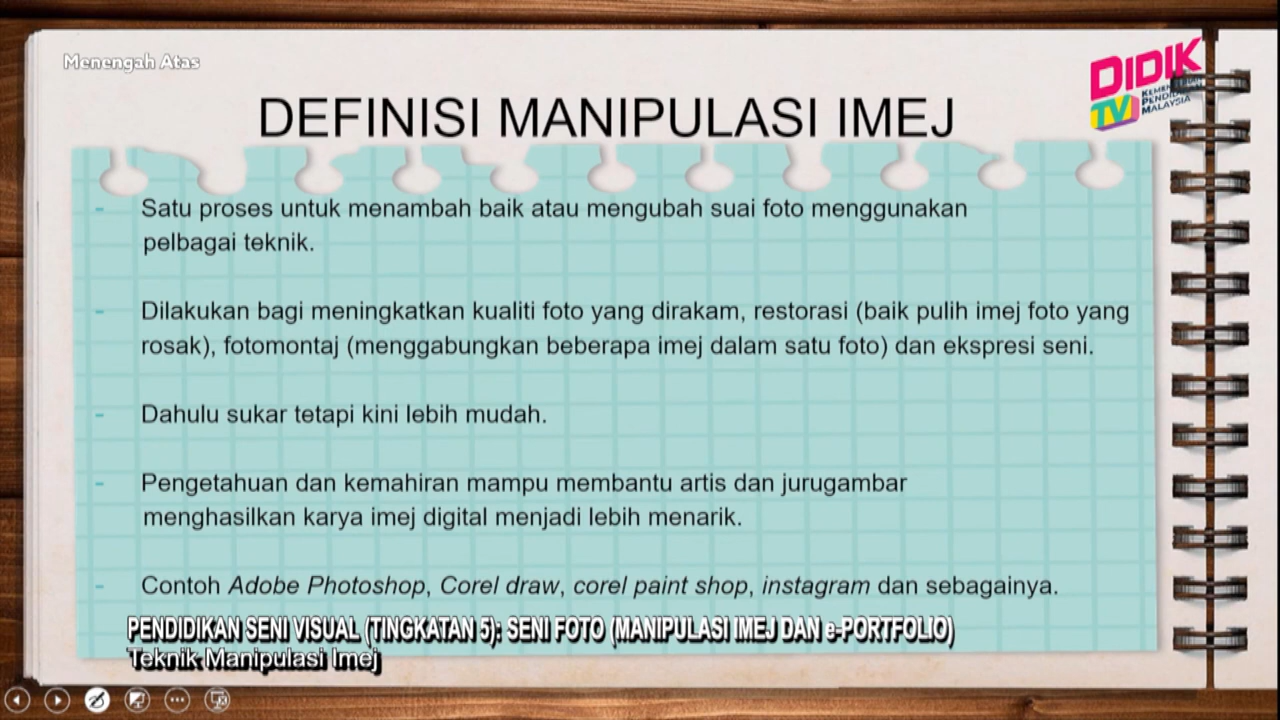 Menengah Atas
DIDIK
TV
KEMENTERIAN
PENDIDIKAN
MALAYSIA
DEFINISI MANIPULASI IMEJ
- Satu proses untuk menambah baik atau mengubah suai foto menggunakan
pelbagai teknik.
- Dilakukan bagi meningkatkan kualiti foto yang dirakam, restorasi (baik pulih imej foto yang
rosak), fotomontaj (menggabungkan beberapa imej dalam satu foto) dan ekspresi seni.
- Dahulu sukar tetapi kini lebih mudah.
- Pengetahuan dan kemahiran mampu membantu artis dan jurugambar
menghasilkan karya imej digital menjadi lebih menarik.
- Contoh Adobe Photoshop, Corel draw, corel paint shop, instagram dan sebagainya.
PENDIDIKAN SENI VISUAL (TINGKATAN 5): SENI FOTO (MANIPULASI IMEJ DAN e-PORTFOLIO)
Teknik Manipulasi Imej